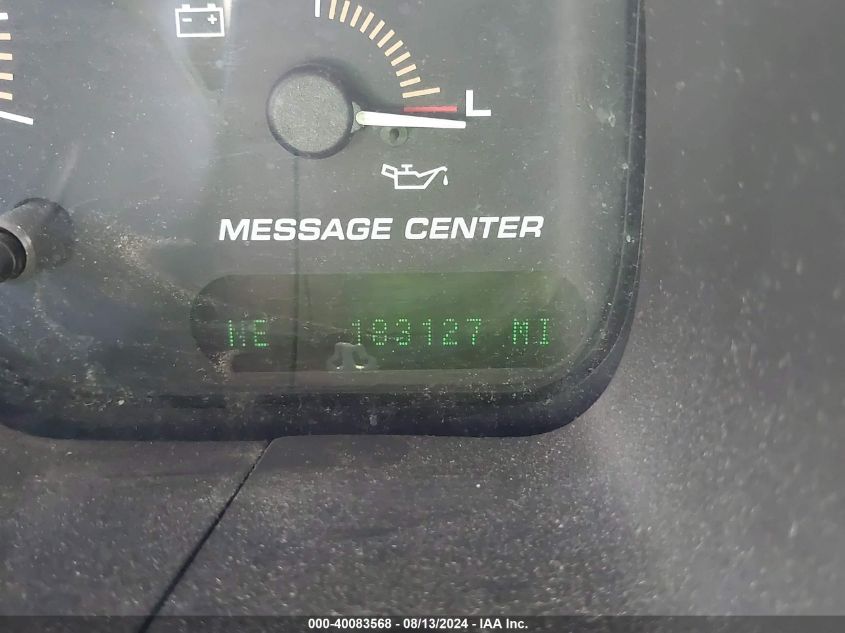 L
MESSAGE CENTER
183127 MI
000-40083568 - 08/13/2024 - IAA Inc.